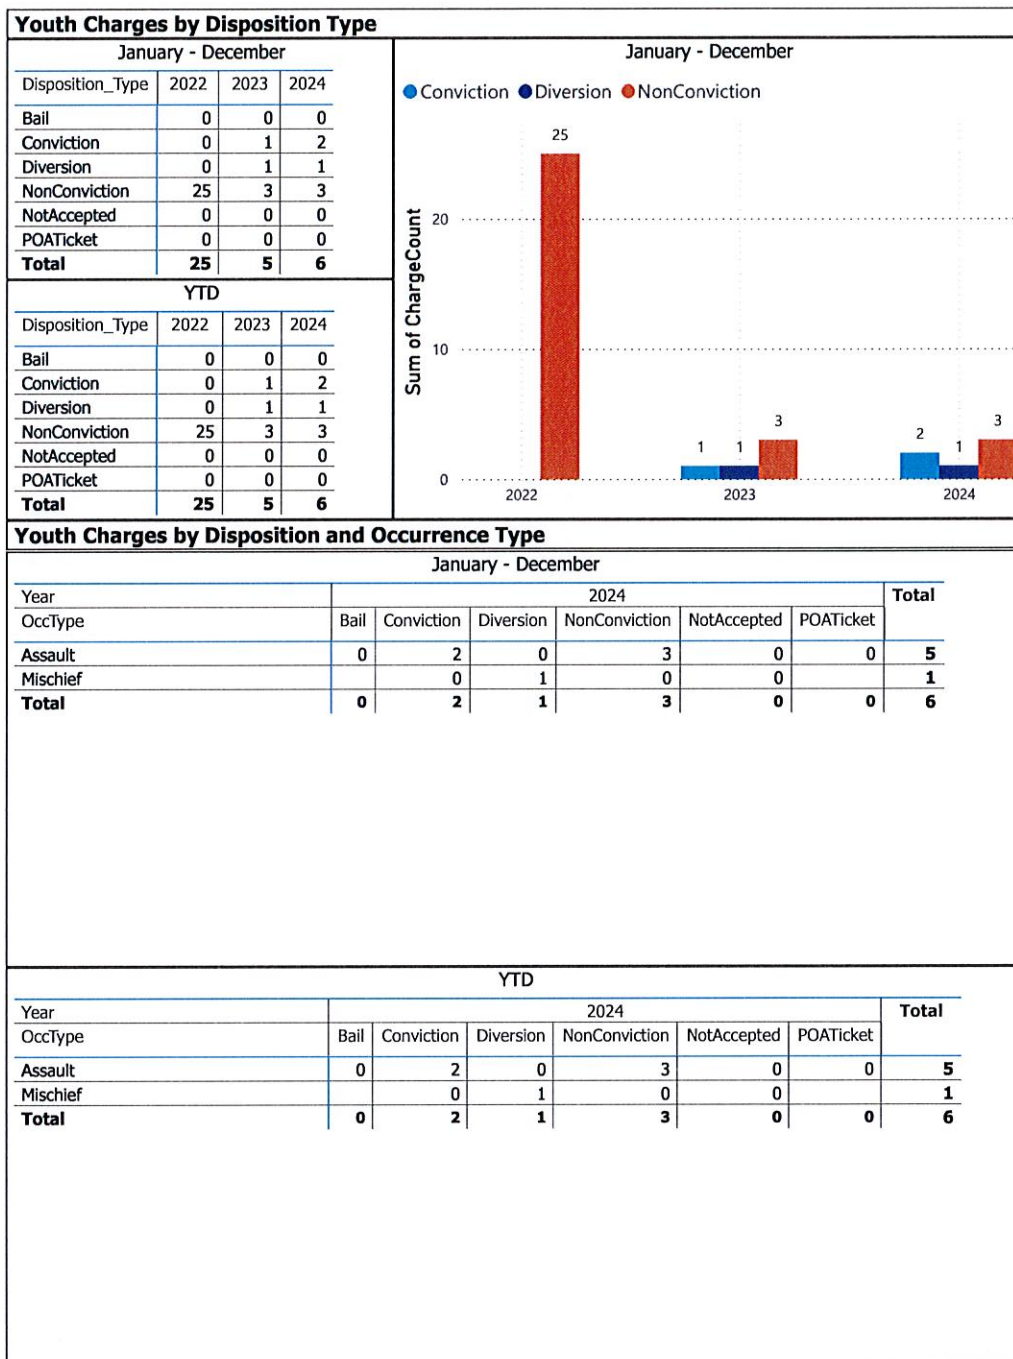 Youth Charges by Disposition Type
January - December
Disposition_Type 2022 2023 2024
Bail 0 0 0
Conviction 0 1 2
Diversion 0 1 1
NonConviction 25 3 3
NotAccepted 0 0 0
POATicket 0 0 0
Total 25 5 6
YTD
Disposition_Type 2022 2023 2024
Bail 0 0 0
Conviction 0 1 2
Diversion 0 1 1
NonConviction 25 3 3
NotAccepted 0 0 0
POATicket 0 0 0
Total 25 5 6
January - December
Conviction Diversion NonConviction
Sum of ChargeCount
25
20
10
3 3
2
1 1 1
0
2022 2023 2024
Youth Charges by Disposition and Occurrence Type
January - December
Year 2024 Total
OccType Bail Conviction Diversion NonConviction NotAccepted POATicket
Assault 0 2 0 3 0 0 5
Mischief 0 1 0 0 1
Total 0 2 1 3 0 0 6
YTD
Year 2024 Total
OccType Bail Conviction Diversion NonConviction NotAccepted POATicket
Assault 0 2 0 3 0 0 5
Mischief 0 1 0 0 1
Total 0 2 1 3 0 0 6